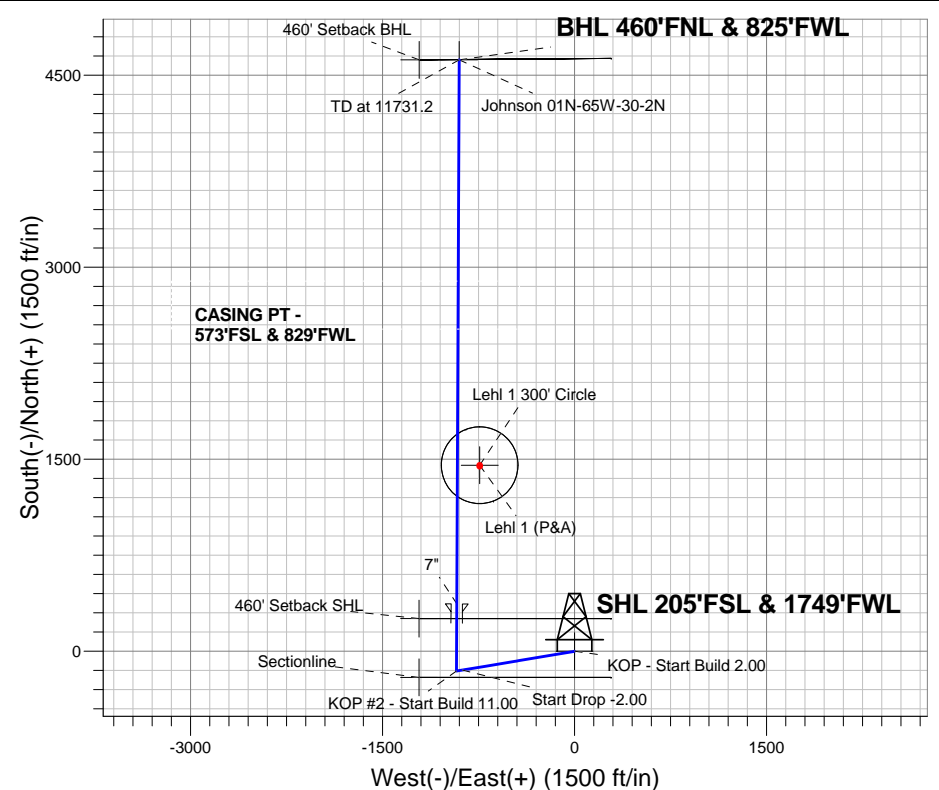 460' Setback BHL
BHL 460'FNL & 825'FWL
4500
TD at 11731.2
Johnson 01N-65W-30-2N
South(-)/North(+) (1500 ft/in)
3000
CASING PT -
573'FSL & 829'FWL
Lehl 1 300' Circle
1500
Lehl 1 (P&A)
7"
460' Setback SHL
SHL 205'FSL & 1749'FWL
0
Sectionline
KOP - Start Build 2.00
KOP #2 - Start Build 11.00
Start Drop -2.00
-3000
-1500
0
1500
West(-)/East(+) (1500 ft/in)